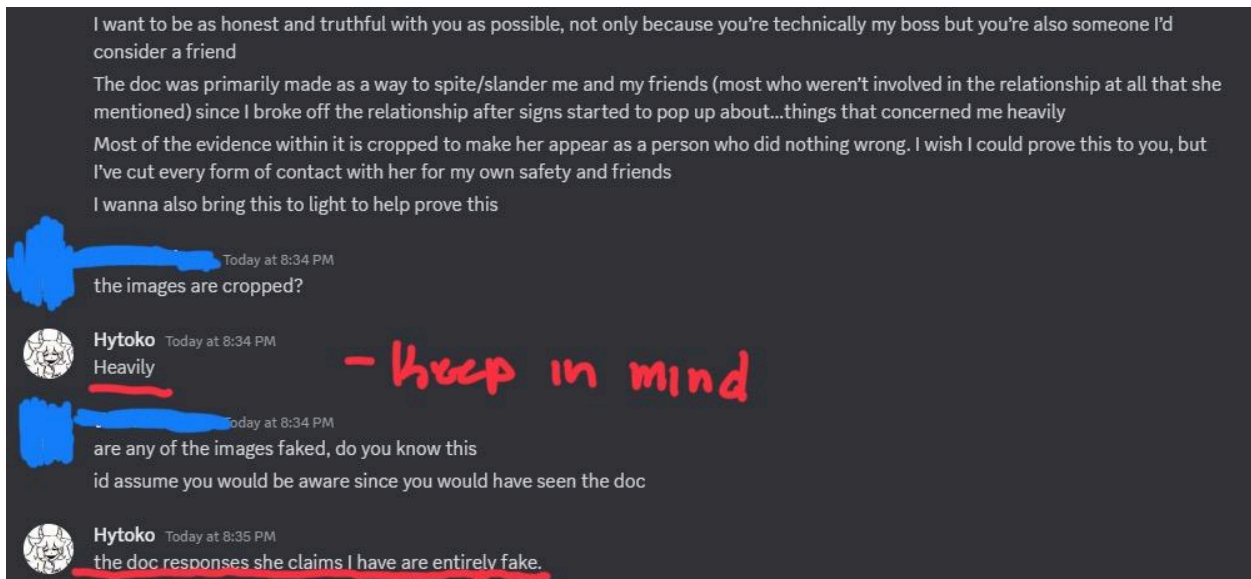 I want to be as honest and truthful with you as possible, not only because you're technically my boss but you're also someone I'd
consider a friend
The doc was primarily made as a way to spite/slander me and my friends (most who weren't involved in the relationship at all that she
mentioned) since I broke off the relationship after signs started to pop up about...things that concerned me heavily
Most of the evidence within it is cropped to make her appear as a person who did nothing wrong. I wish I could prove this to you, but
I've cut every form of contact with her for my own safety and friends
I wanna also bring this to light to help prove this
Today at 8:34 PM
the images are cropped?
Hytoko Today at 8:34 PM
Heavily
- Keep in mind
Today at 8:34 PM
are any of the images faked, do you know this
id assume you would be aware since you would have seen the doc
Hytoko Today at 8:35 PM
the doc responses she claims I have are entirely fake.